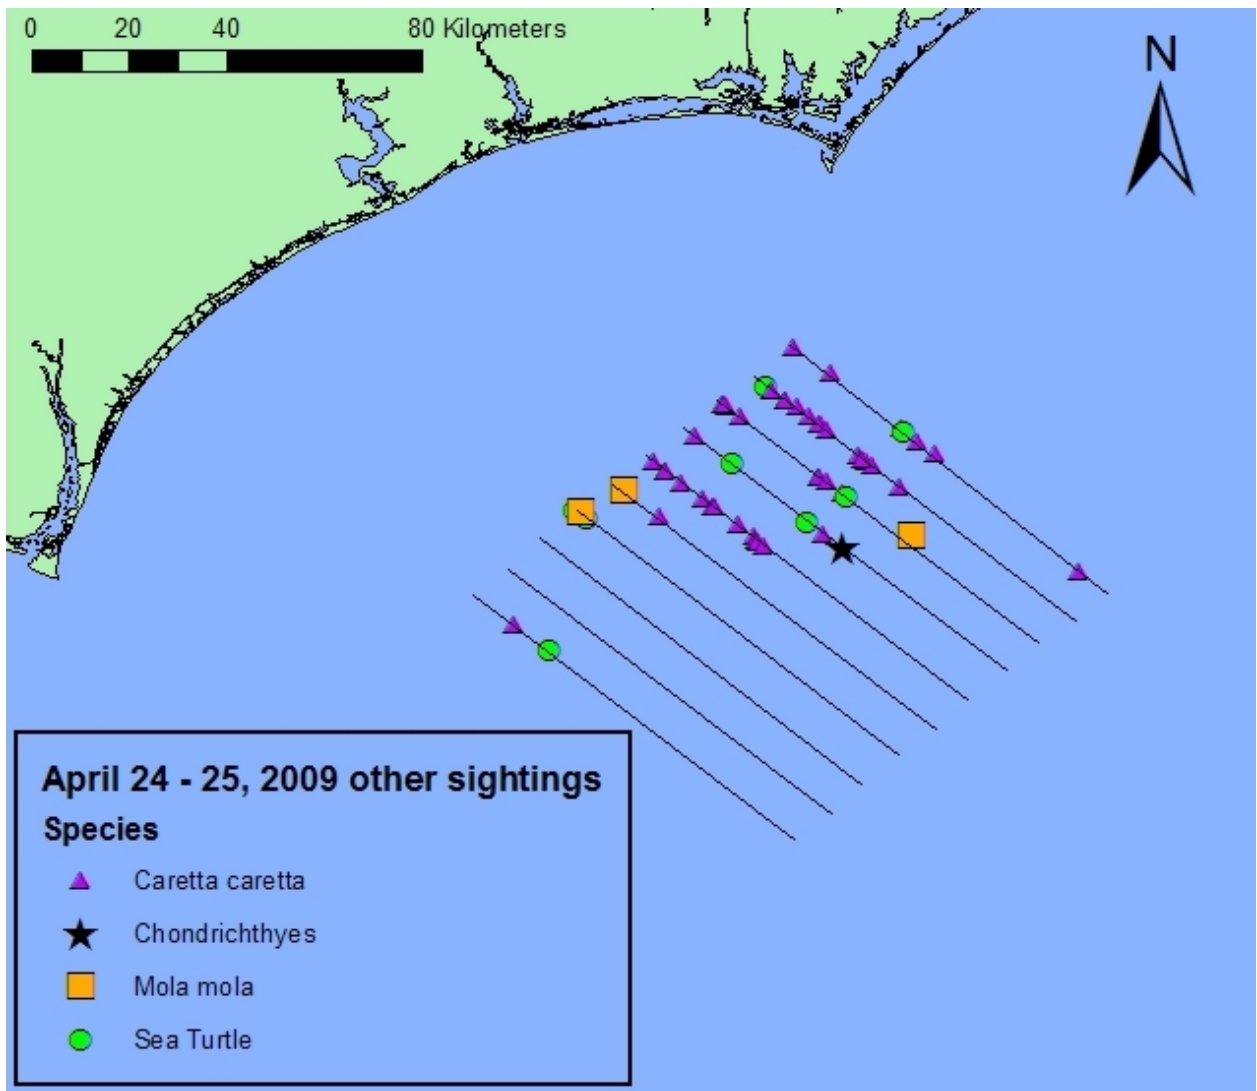 0 20 40 80 Kilometers
N
April 24 - 25, 2009 other sightings
Species
Caretta caretta
Chondrichthyes
Mola mola
Sea Turtle